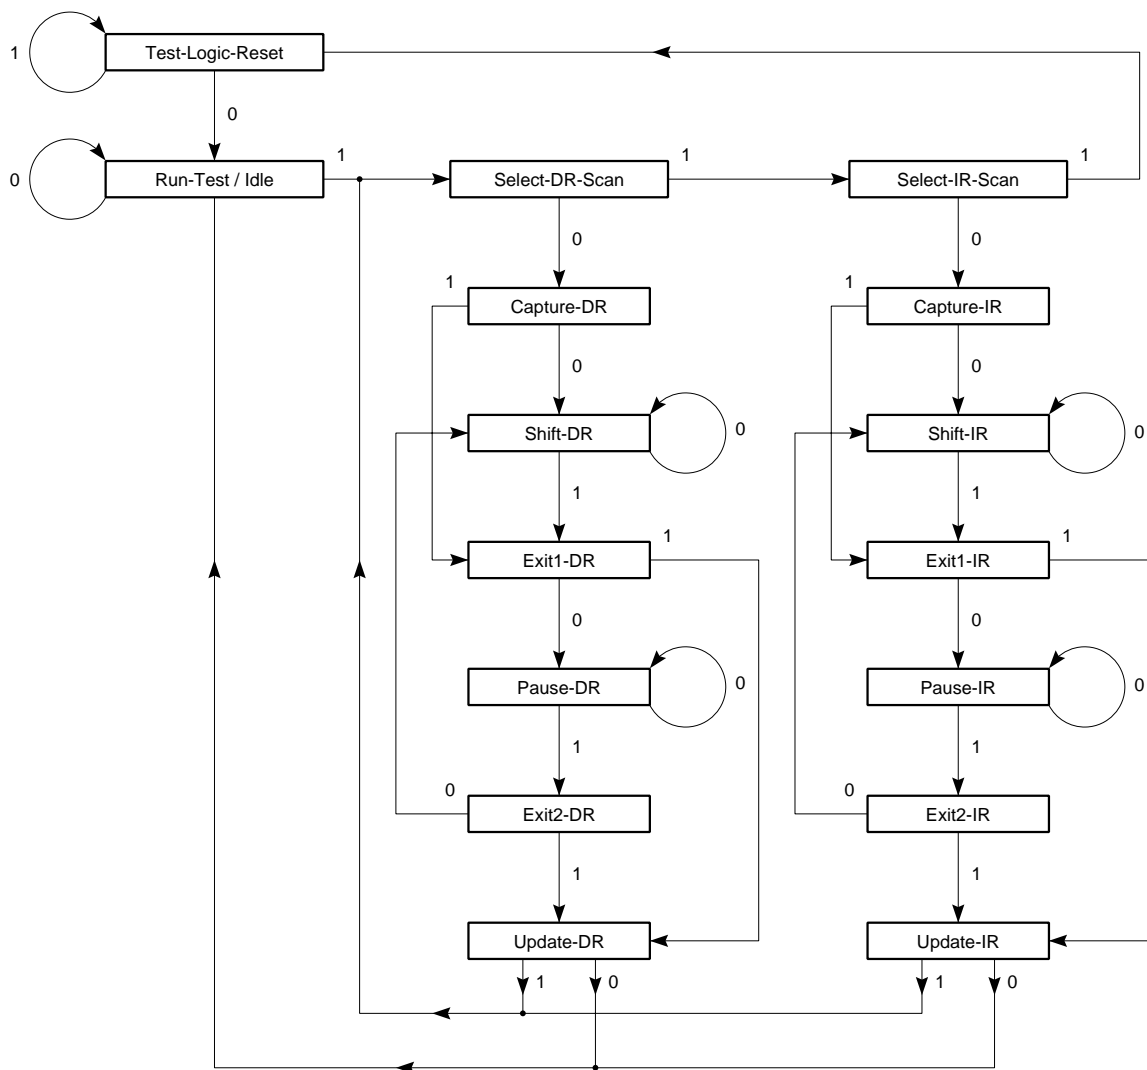 1
Test-Logic-Reset
0
0
Run-Test / Idle
1
Select-DR-Scan
1
Select-IR-Scan
1
0
0
1
Capture-DR
1
Capture-IR
0
0
Shift-DR
0
Shift-IR
0
1
1
Exit1-DR
1
Exit1-IR
1
0
0
Pause-DR
0
Pause-IR
0
1
1
0
Exit2-DR
0
Exit2-IR
1
1
Update-DR
Update-IR
1
0
1
0